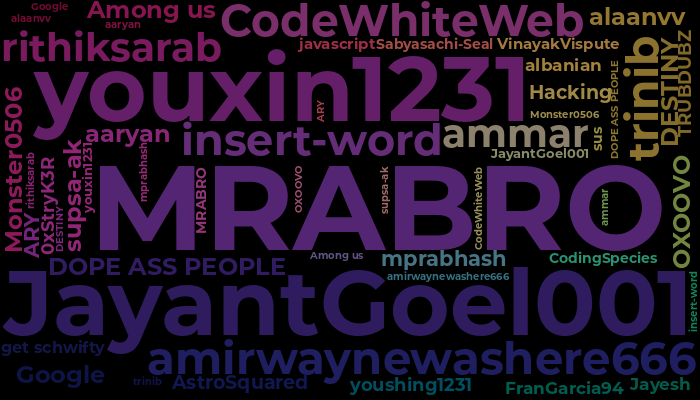 Google
alaanvv
Among us
aaryan
CodeWhiteWeb
alaanvv
rithiksarab
javascript
Sabyasachi-Seal
VinayakVispute
youxin1231
albanian
trinib
DESTINY
TRUBDUBZ
Hacking
DOPE ASS PEOPLE
Monster0506
ARY
Monster0506
aaryan
insert-word
ammar
sus
JayantGoel001
rithiksarab
ARY
0xStryK3R
DESTINY
supsa-ak
youxin1231
mprabhash
MRABRO
MRABRO
OXOOVO
supsa-ak
CodeWhiteWeb
ammar
OXOOVO
Among us
mprabhash
CodingSpecies
DOPE ASS PEOPLE
amirwaynewashere666
JayantGoel001
insert-word
get schwifty
amirwaynewashere666
Google
trinib
AstroSquared
youshing1231
FranGarcia94
Jayesh